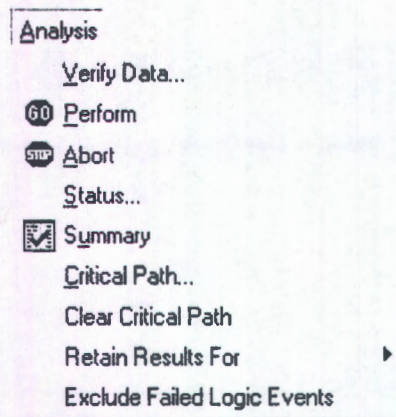 Analysis
Verify Data...
GO Perform
STOP Abort
Status...
Summary
Critical Path...
Clear Critical Path
Retain Results For
Exclude Failed Logic Events